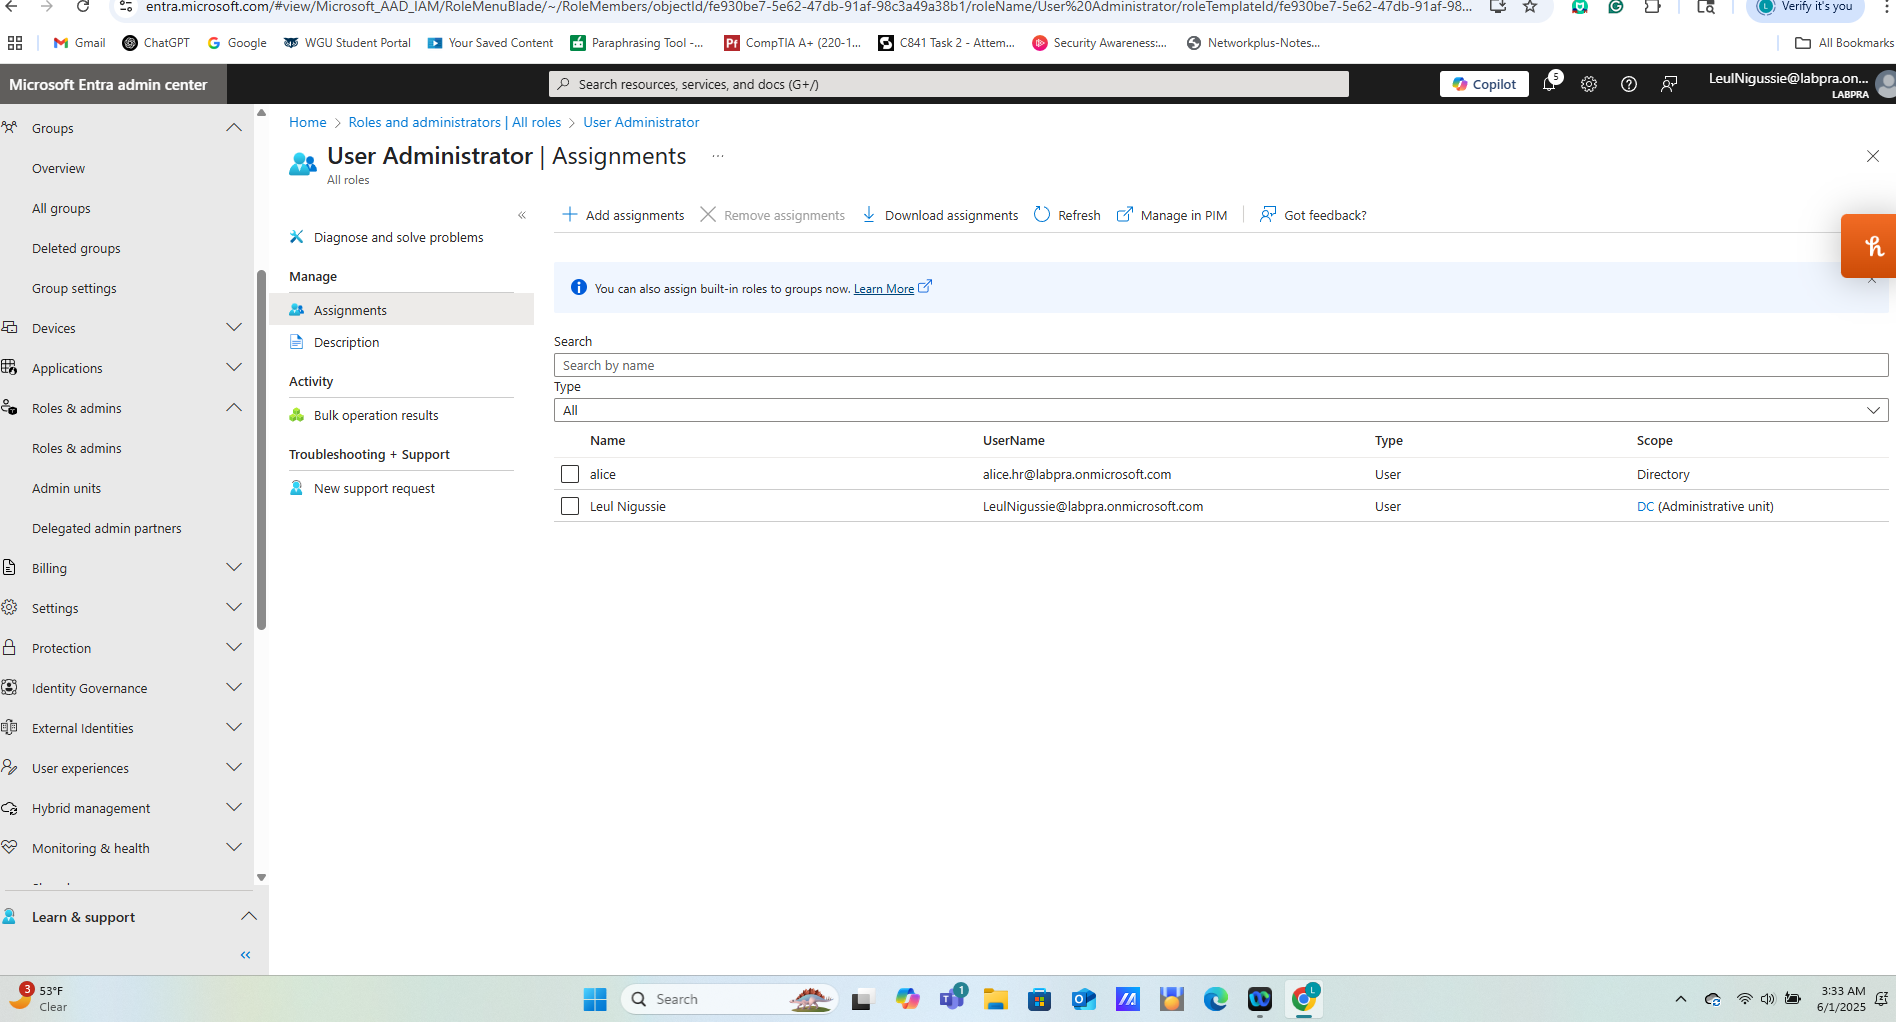 entra.microsoft.com/#view/Microsoft_AAD_IAM/RoleMenuBlade/~/RoleMembers/objectId/fe930be7-5e62-47db-91af-98c3a49a38b1/roleName/User%20Administrator/roleTemplateId/fe930be7-5e62-47db-91af-98...
L Verify it's you
Gmail ChatGPT Google WGU Student Portal Your Saved Content Paraphrasing Tool -... CompTIA A+ (220-1... C841 Task 2 - Attem... Security Awareness:... Networkplus-Notes... All Bookmarks
Microsoft Entra admin center
Search resources, services, and docs (G+/)
Copilot
5
LeulNigussie@labpra.on...
LABPRA
Groups
Overview
All groups
Deleted groups
Group settings
Devices
Applications
Roles & admins
Roles & admins
Admin units
Delegated admin partners
Billing
Settings
Protection
Identity Governance
External Identities
User experiences
Hybrid management
Monitoring & health
Learn & support
Home > Roles and administrators | All roles > User Administrator
User Administrator | Assignments ...
All roles
Diagnose and solve problems
Manage
Assignments
Description
Activity
Bulk operation results
Troubleshooting + Support
New support request
Add assignments Remove assignments Download assignments Refresh Manage in PIM Got feedback?
You can also assign built-in roles to groups now. Learn More
Search
Search by name
Type
All
Name UserName Type Scope
alice alice.hr@labpra.onmicrosoft.com User Directory
Leul Nigussie LeulNigussie@labpra.onmicrosoft.com User DC (Administrative unit)
h
3
53°F
Clear
Search
1
L
3:33 AM
6/1/2025